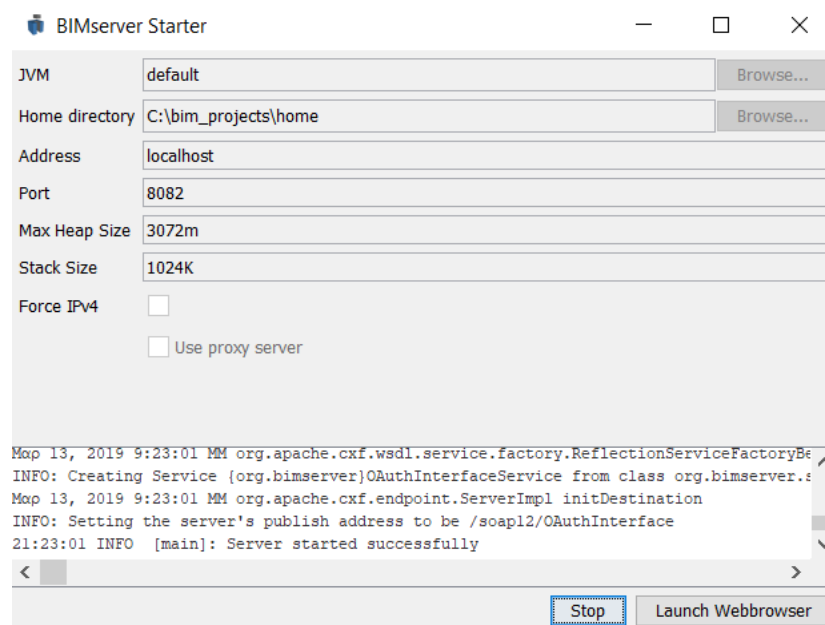 BIMserver Starter
JVM default Browse...
Home directory C:\bim_projects\home Browse...
Address localhost
Port 8082
Max Heap Size 3072m
Stack Size 1024K
Force IPv4
Use proxy server
Μαρ 13, 2019 9:23:01 ΜΜ org.apache.cxf.wsdl.service.factory.ReflectionServiceFactoryBe
INFO: Creating Service {org.bimserver}OAuthInterfaceService from class org.bimserver.s
Μαρ 13, 2019 9:23:01 ΜΜ org.apache.cxf.endpoint.ServerImpl initDestination
INFO: Setting the server's publish address to be /soap12/OAuthInterface
21:23:01 INFO  [main]: Server started successfully
Stop Launch Webbrowser